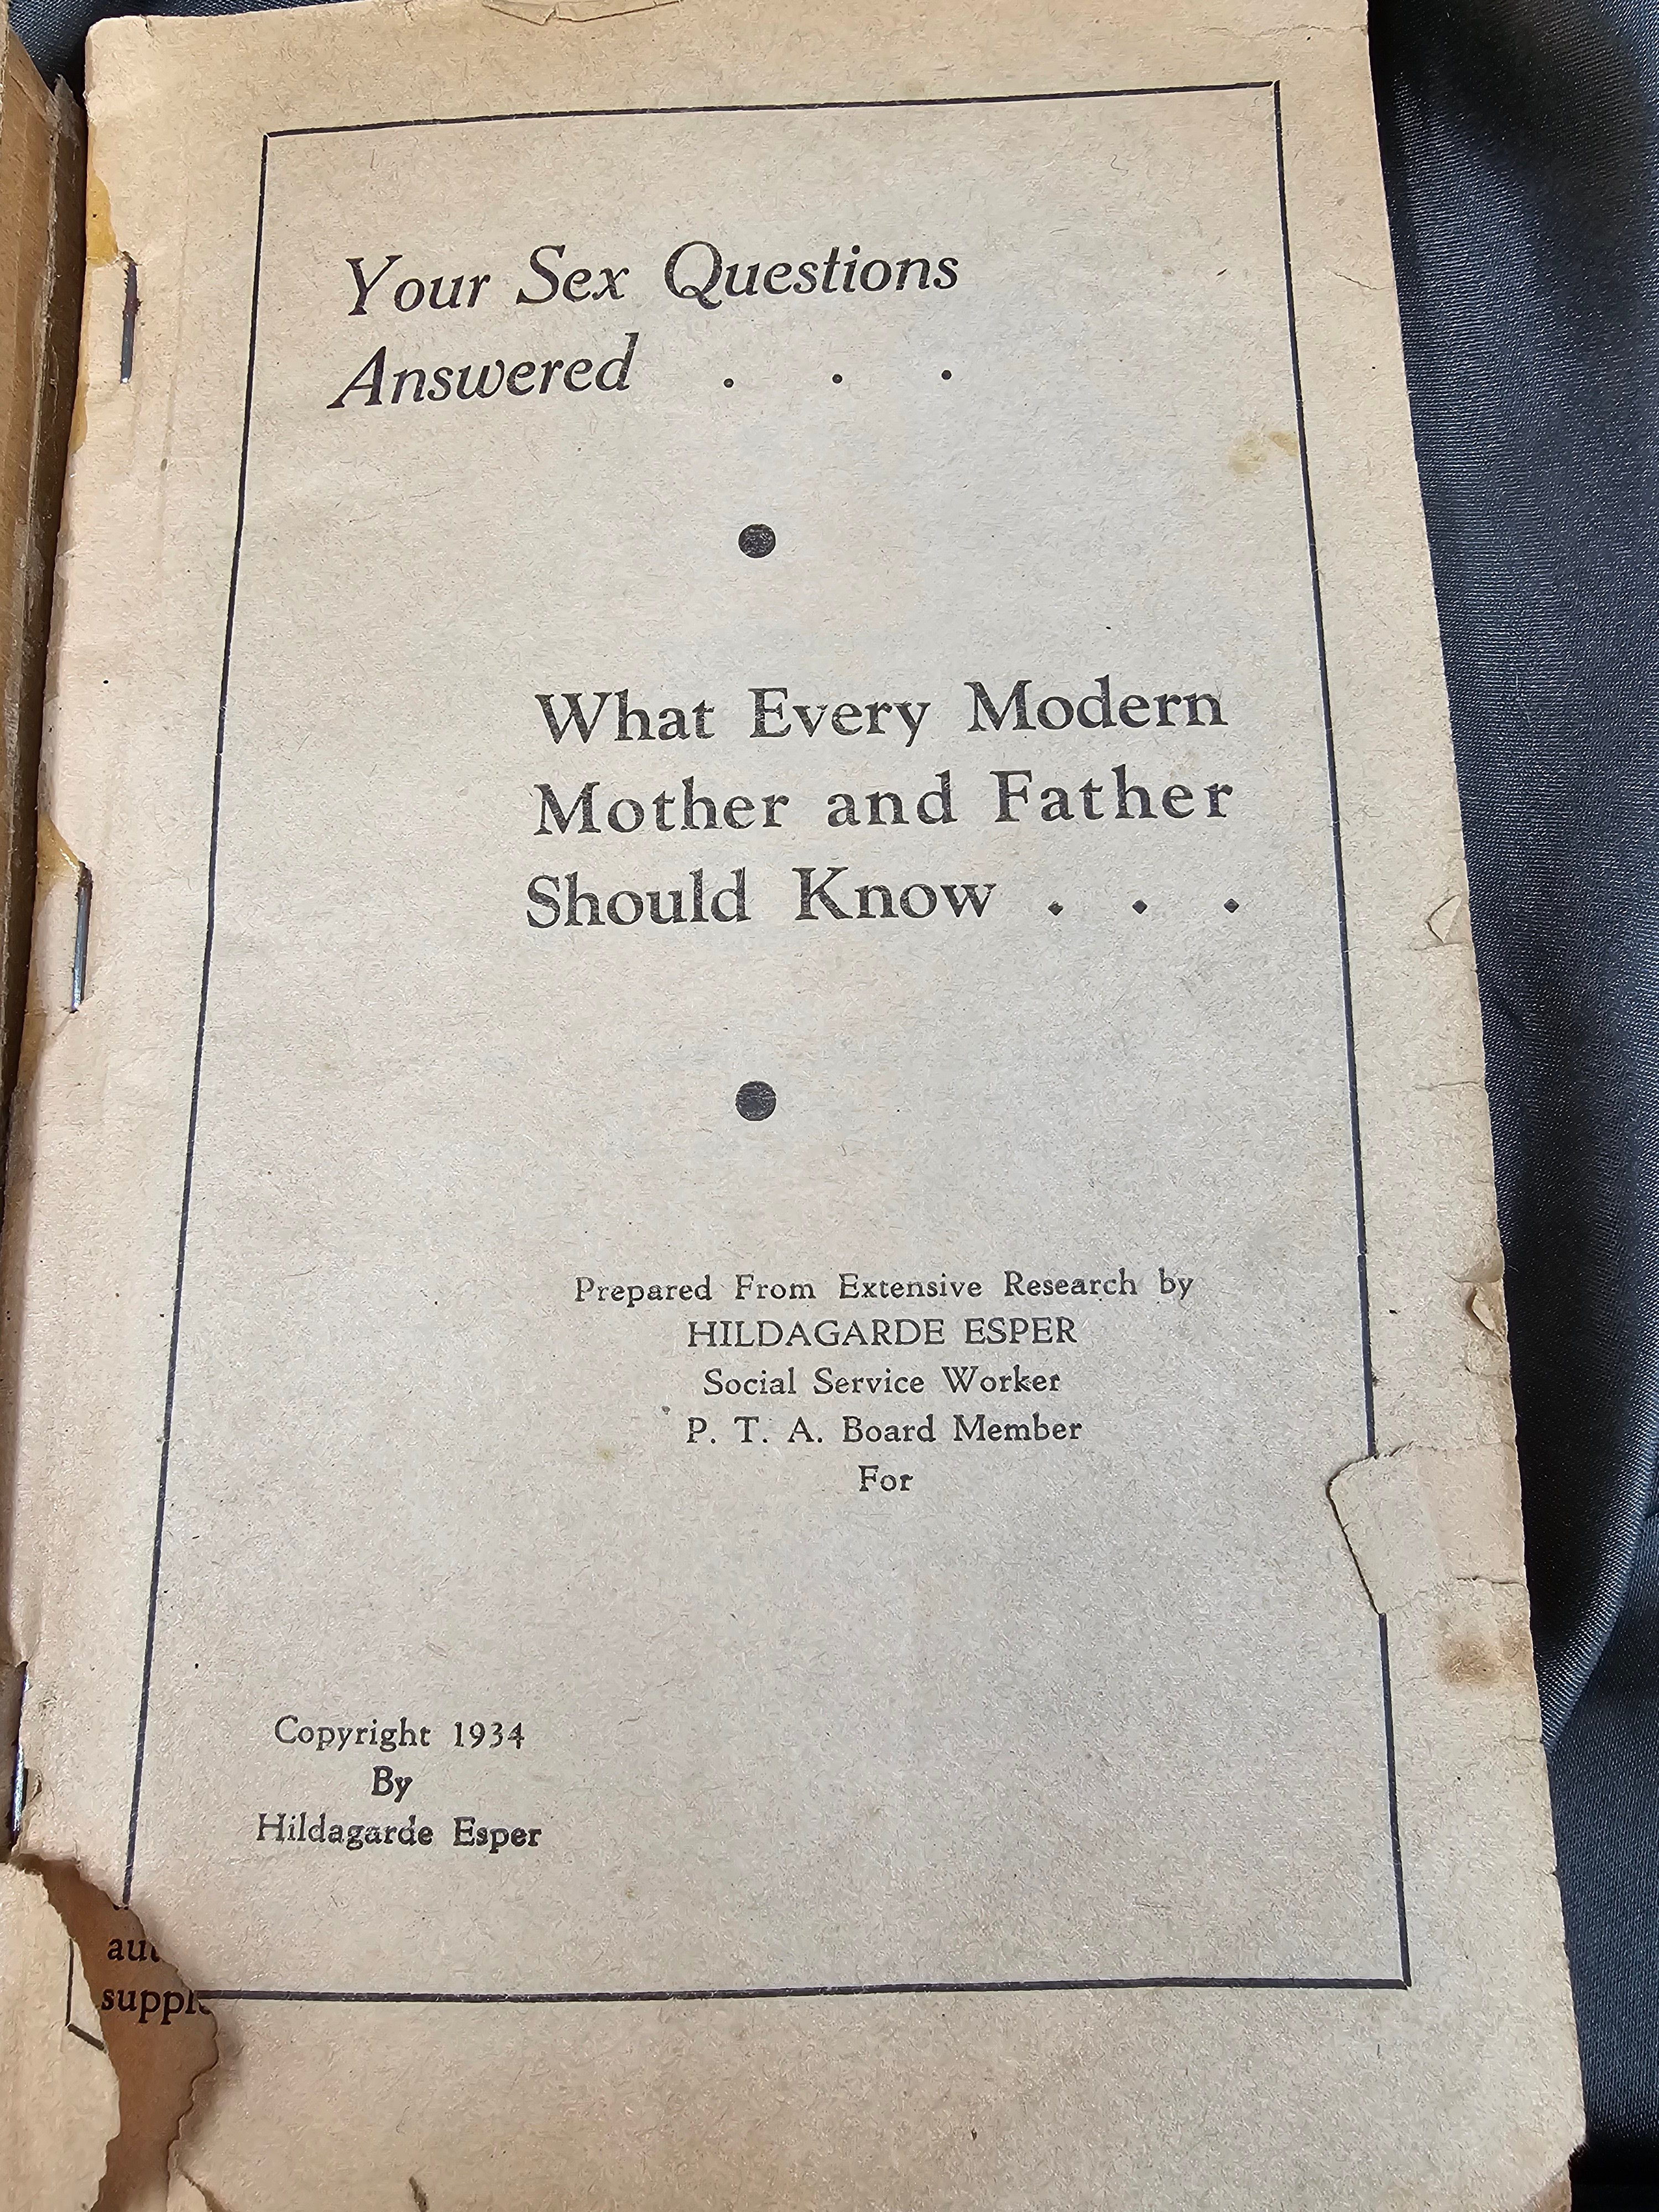 Your Sex Questions
Answered . . .
What Every Modern
Mother and Father
Should Know . . .
Prepared From Extensive Research by
HILDAGARDE ESPER
Social Service Worker
P. T. A. Board Member
For
Copyright 1934
By
Hildagarde Esper